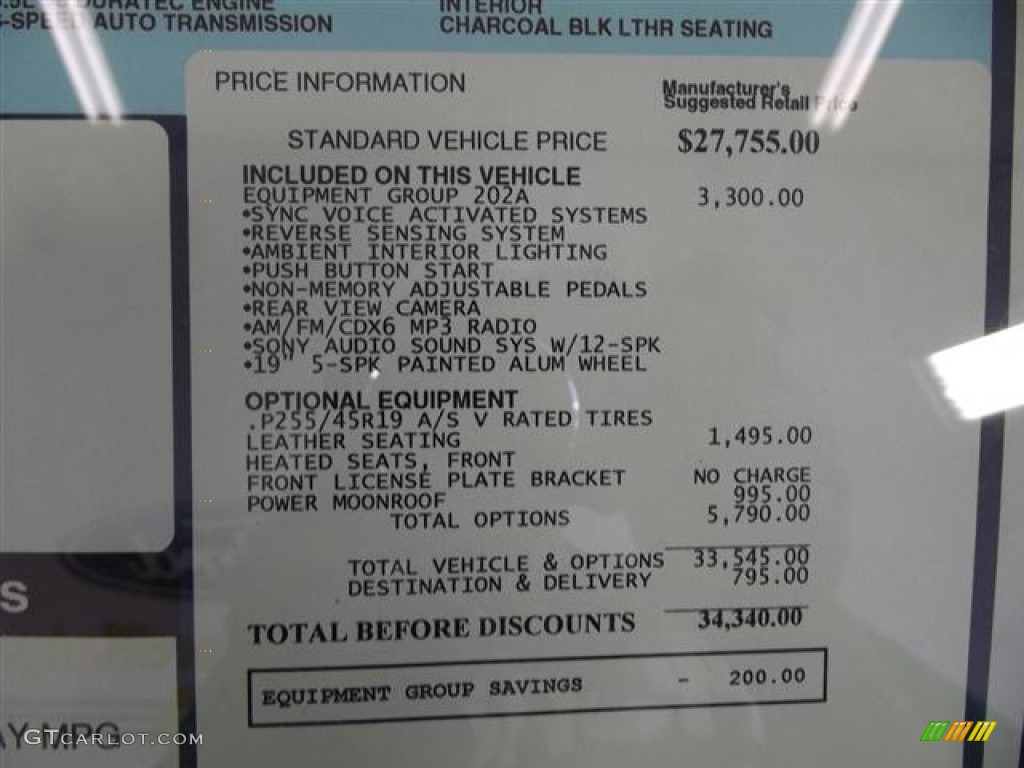 DURATEC ENGINE
AUTO TRANSMISSION
INTERIOR
CHARCOAL BLK LTHR SEATING
PRICE INFORMATION
Manufacturer's
Suggested Retail Price
STANDARD VEHICLE PRICE $27,755.00
INCLUDED ON THIS VEHICLE
EQUIPMENT GROUP 202A 3,300.00
•SYNC VOICE ACTIVATED SYSTEMS
•REVERSE SENSING SYSTEM
•AMBIENT INTERIOR LIGHTING
•PUSH BUTTON START
•NON-MEMORY ADJUSTABLE PEDALS
•REAR VIEW CAMERA
•AM/FM/CDX6 MP3 RADIO
•SONY AUDIO SOUND SYS W/12-SPK
•19" 5-SPK PAINTED ALUM WHEEL
OPTIONAL EQUIPMENT
.P255/45R19 A/S V RATED TIRES
LEATHER SEATING 1,495.00
HEATED SEATS, FRONT
FRONT LICENSE PLATE BRACKET NO CHARGE
POWER MOONROOF 995.00
TOTAL OPTIONS 5,790.00
TOTAL VEHICLE & OPTIONS 33,545.00
DESTINATION & DELIVERY 795.00
TOTAL BEFORE DISCOUNTS 34,340.00
EQUIPMENT GROUP SAVINGS - 200.00
S
MPG
GTCARLOT.COM